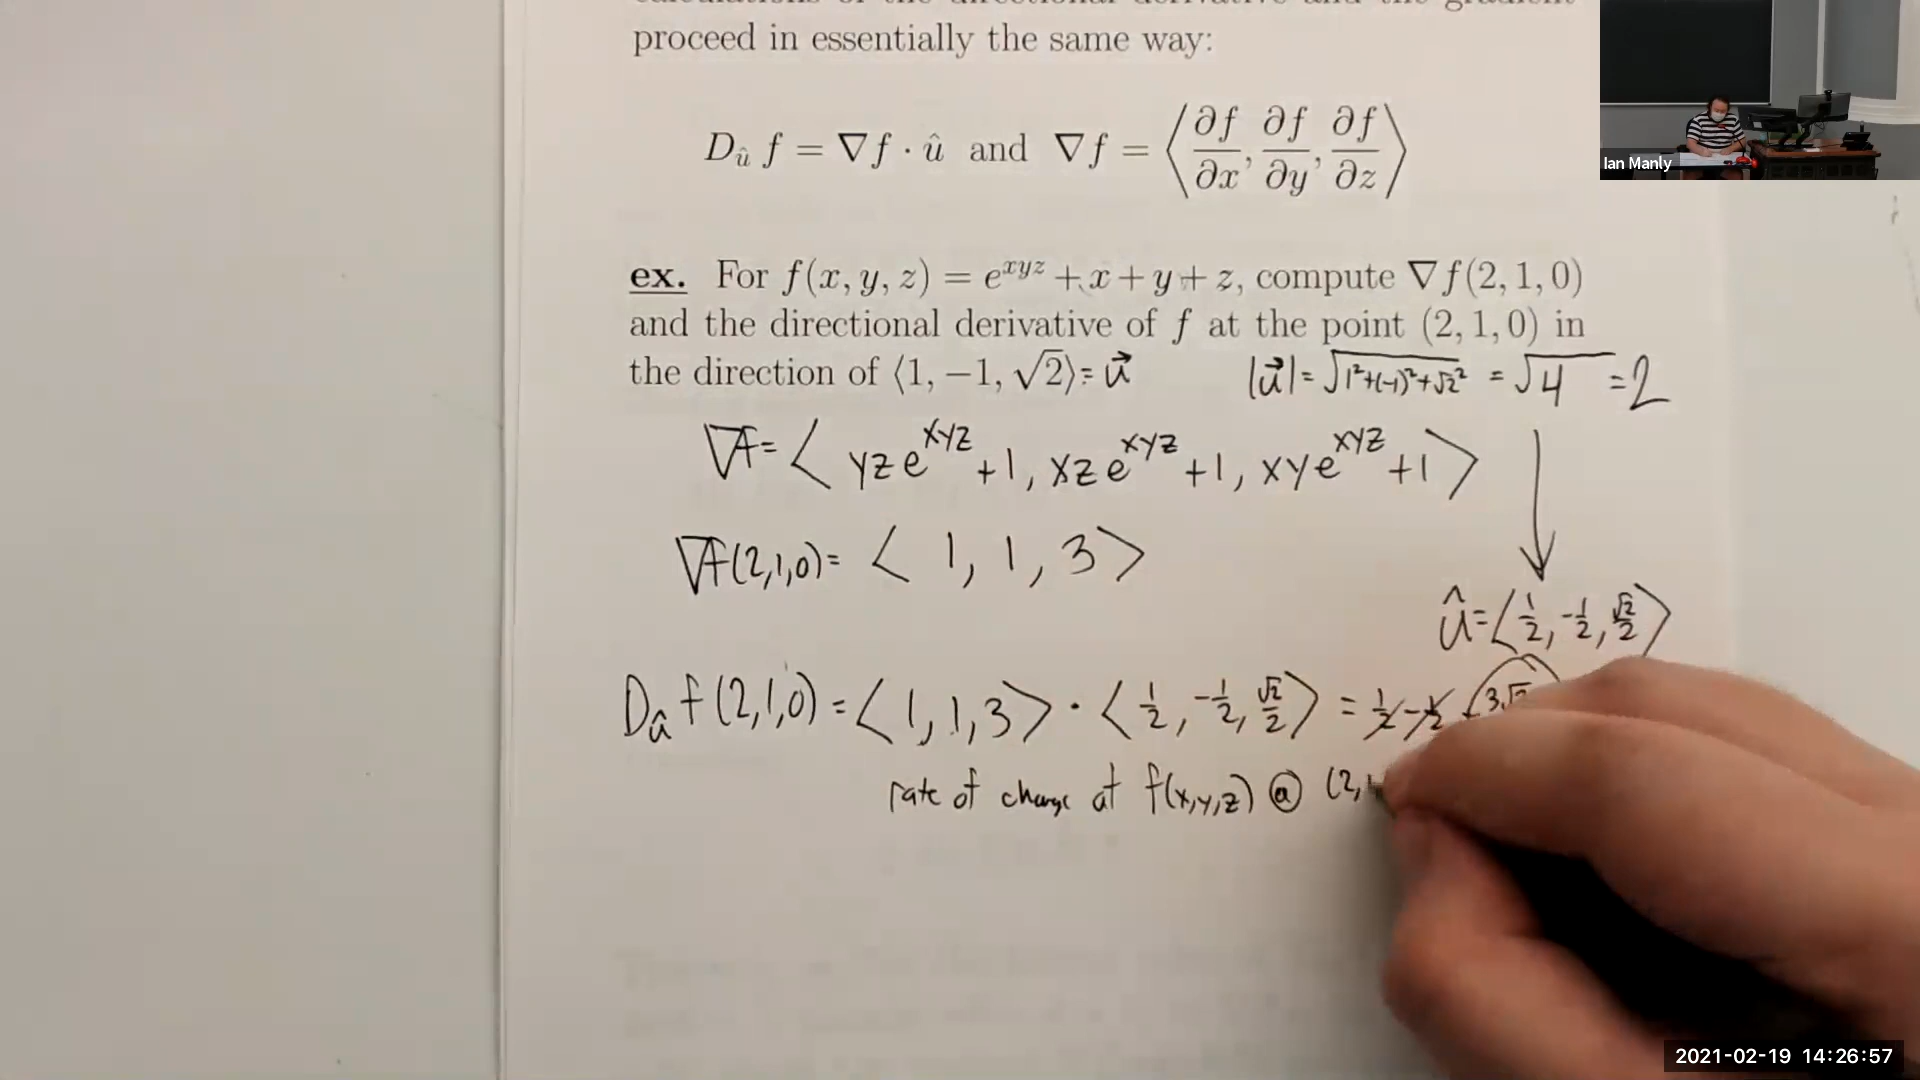 proceed in essentially the same way:
Ian Manly
D_û f = ∇f · û and ∇f = ⟨∂f/∂x, ∂f/∂y, ∂f/∂z⟩
ex. For f(x, y, z) = e^{xyz} + x + y + z, compute ∇f(2, 1, 0)
and the directional derivative of f at the point (2, 1, 0) in
the direction of ⟨1, −1, √2⟩ = u⃗ |u⃗| = √(1²+(-1)²+√2²) = √4 = 2
∇f = ⟨yze^{xyz} + 1, xze^{xyz} + 1, xye^{xyz} + 1⟩
∇f(2,1,0) = ⟨1, 1, 3⟩
û = ⟨1/2, -1/2, √2/2⟩
D_û f(2,1,0) = ⟨1, 1, 3⟩ · ⟨1/2, -1/2, √2/2⟩ = 1/2 - 1/2
rate of change at f(x,y,z) @ (2,
2021-02-19 14:26:57